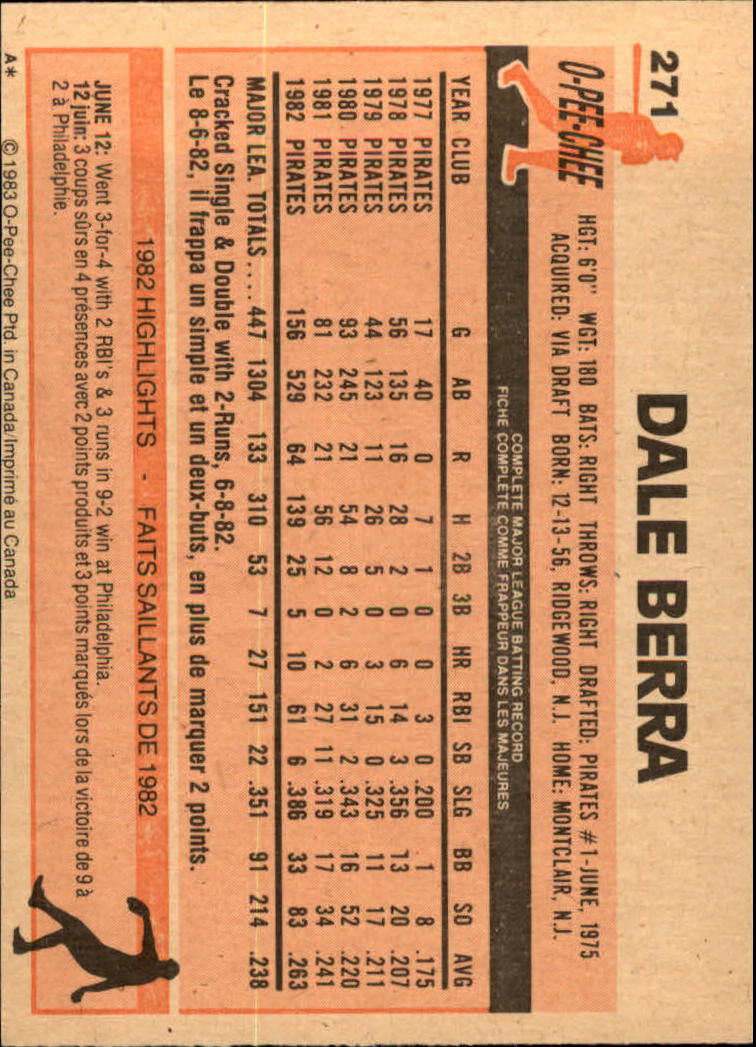 271
DALE BERRA
O-PEE-CHEE
HGT: 6'0" WGT: 180 BATS: RIGHT THROWS: RIGHT DRAFTED: PIRATES #1-JUNE, 1975
ACQUIRED: VIA DRAFT BORN: 12-13-56, RIDGEWOOD, N.J. HOME: MONTCLAIR, N.J.
COMPLETE MAJOR LEAGUE BATTING RECORD
FICHE COMPLÈTE COMME FRAPPEUR DANS LES MAJEURES
YEAR CLUB G AB R H 2B 3B HR RBI SB SLG BB SO AVG
1977 PIRATES 17 40 0 7 1 0 0 3 0 .200 1 8 .175
1978 PIRATES 56 135 16 28 2 0 6 14 3 .356 13 20 .207
1979 PIRATES 44 123 11 26 5 0 3 15 0 .325 11 17 .211
1980 PIRATES 93 245 21 54 8 2 6 31 2 .343 16 52 .220
1981 PIRATES 81 232 21 56 12 0 2 27 11 .319 17 34 .241
1982 PIRATES 156 529 64 139 25 5 10 61 6 .386 33 83 .263
MAJOR LEA. TOTALS .... 447 1304 133 310 53 7 27 151 22 .351 91 214 .238
Cracked Single & Double with 2-Runs, 6-8-82.
Le 8-6-82, il frappa un simple et un deux-buts, en plus de marquer 2 points.
1982 HIGHLIGHTS - FAITS SAILLANTS DE 1982
JUNE 12: Went 3-for-4 with 2 RBI's & 3 runs in 9-2 win at Philadelphia.
12 juin: 3 coups sûrs en 4 présences avec 2 points produits et 3 points marqués lors de la victoire de 9 à
2 à Philadelphie.
A* © 1983 O-Pee-Chee Ptd. in Canada/Imprimé au Canada